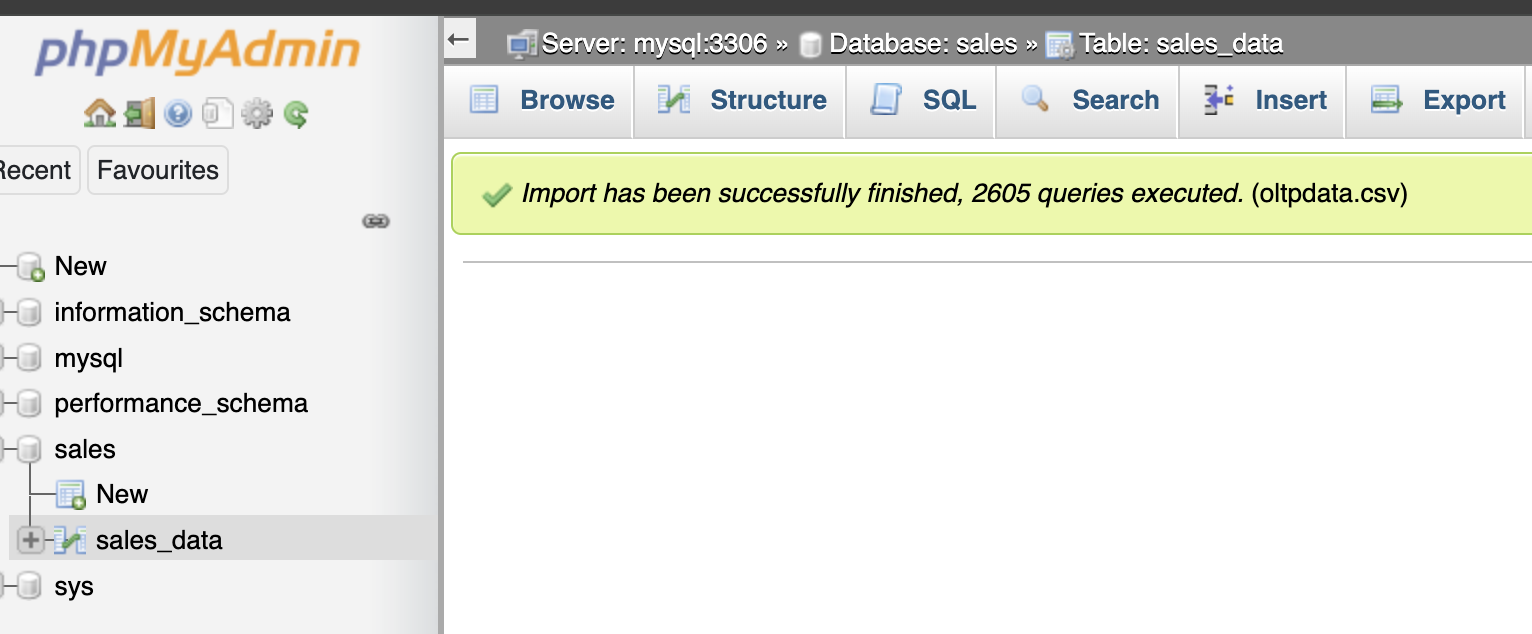 phpMyAdmin
Recent Favourites
New
information_schema
mysql
performance_schema
sales
New
sales_data
sys
Server: mysql:3306 » Database: sales » Table: sales_data
Browse Structure SQL Search Insert Export
Import has been successfully finished, 2605 queries executed. (oltpdata.csv)